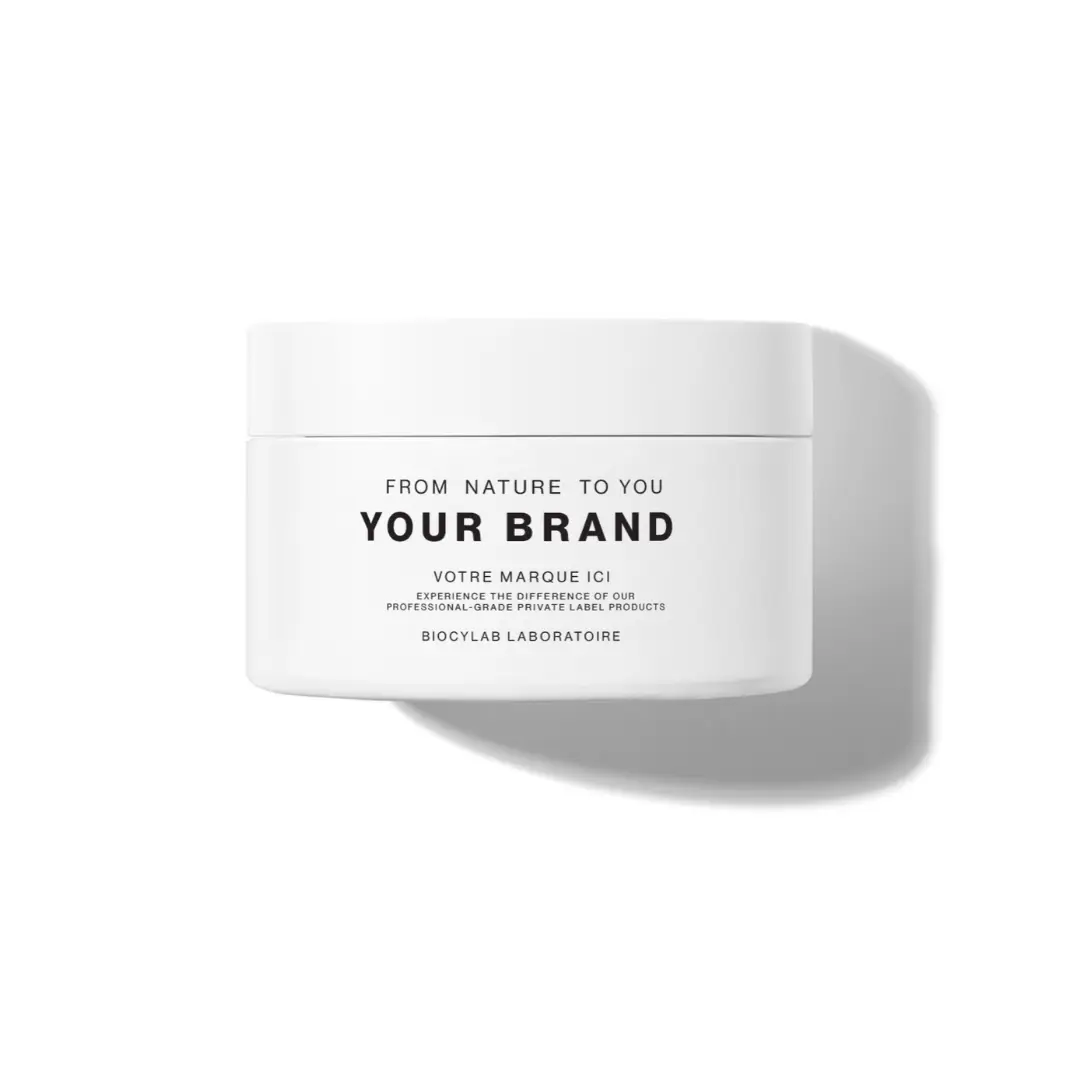 FROM NATURE TO YOU
YOUR BRAND
VOTRE MARQUE ICI
EXPERIENCE THE DIFFERENCE OF OUR
PROFESSIONAL-GRADE PRIVATE LABEL PRODUCTS
BIOCYLAB LABORATOIRE